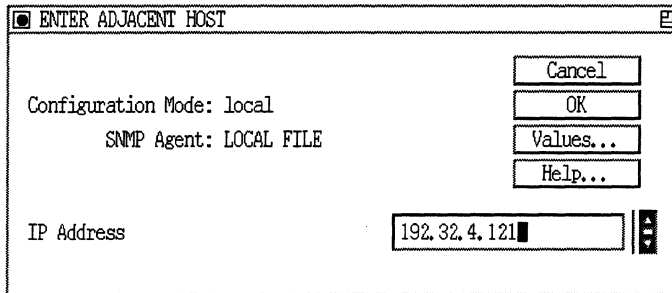 ENTER ADJACENT HOST
Cancel
Configuration Mode: local
OK
SNMP Agent: LOCAL FILE
Values...
Help...
IP Address
192.32.4.121